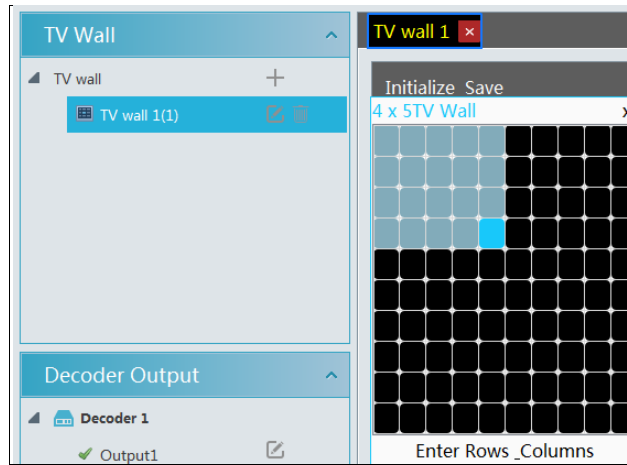 TV Wall
TV wall
TV wall 1(1)
Decoder Output
Decoder 1
Output1
TV wall 1 ×
Initialize Save
4 x 5TV Wall x
Enter Rows _Columns